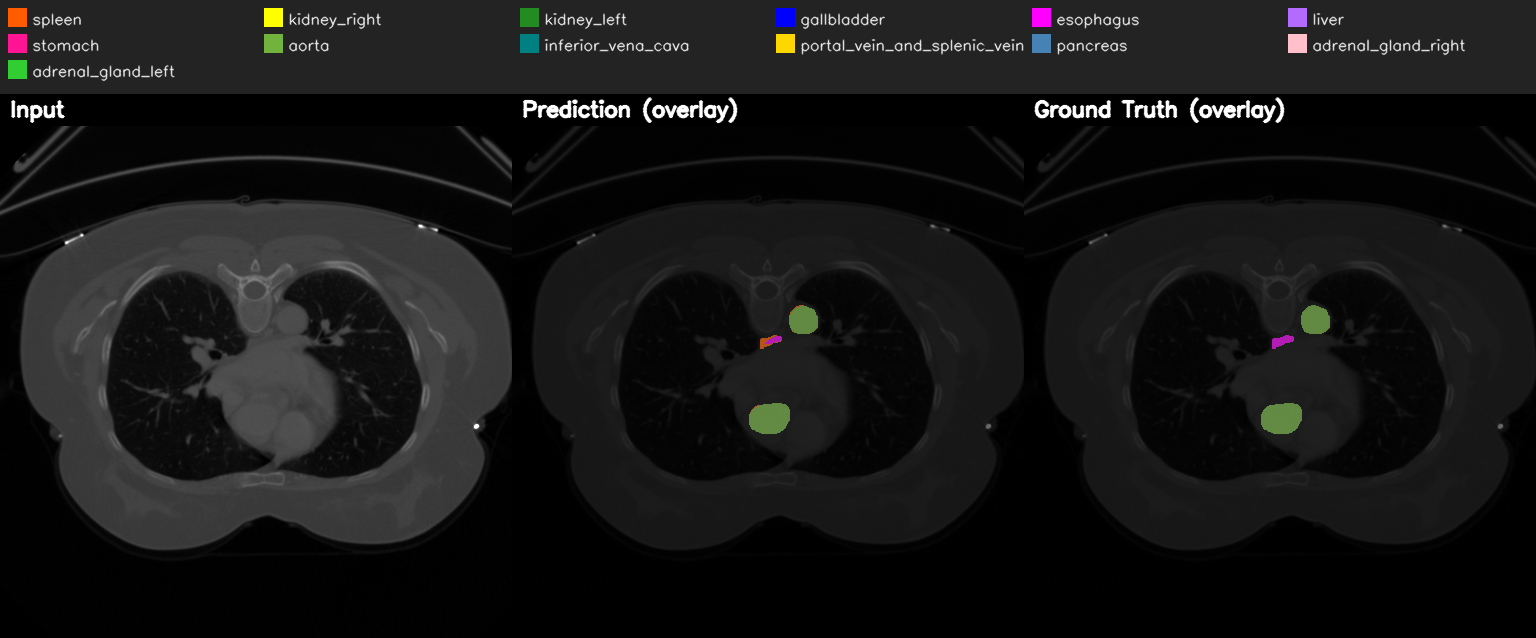 spleen kidney_right kidney_left gallbladder esophagus liver
stomach aorta inferior_vena_cava portal_vein_and_splenic_vein pancreas adrenal_gland_right
adrenal_gland_left
Input Prediction (overlay) Ground Truth (overlay)